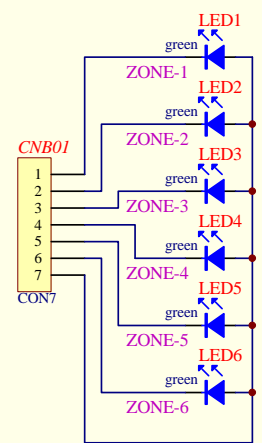 LED1
green
ZONE-1
LED2
green
ZONE-2
CNB01
LED3
green
ZONE-3
1
2
3
4
5
6
7
CON7
LED4
green
ZONE-4
LED5
green
ZONE-5
LED6
green
ZONE-6